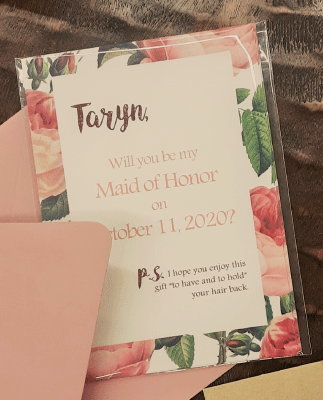 Taryn,
Will you be my
Maid of Honor
on
October 11, 2020?
P.S. I hope you enjoy this
gift "to have and to hold"
your hair back.